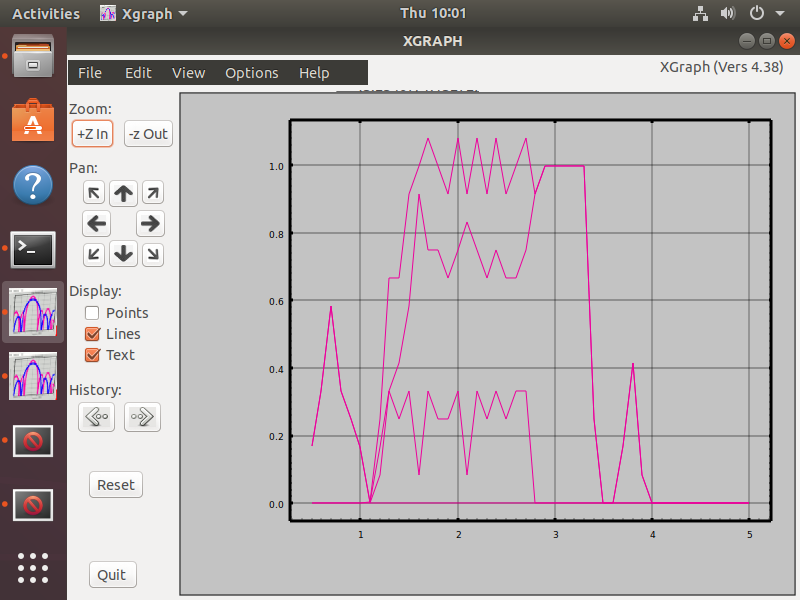 Activities Xgraph Thu 10:01
XGRAPH
File Edit View Options Help
XGraph (Vers 4.38)
Zoom:
+Z In -z Out
Pan:
Display:
Points
Lines
Text
History:
Reset
Quit
1.0
0.8
0.6
0.4
0.2
0.0
1 2 3 4 5